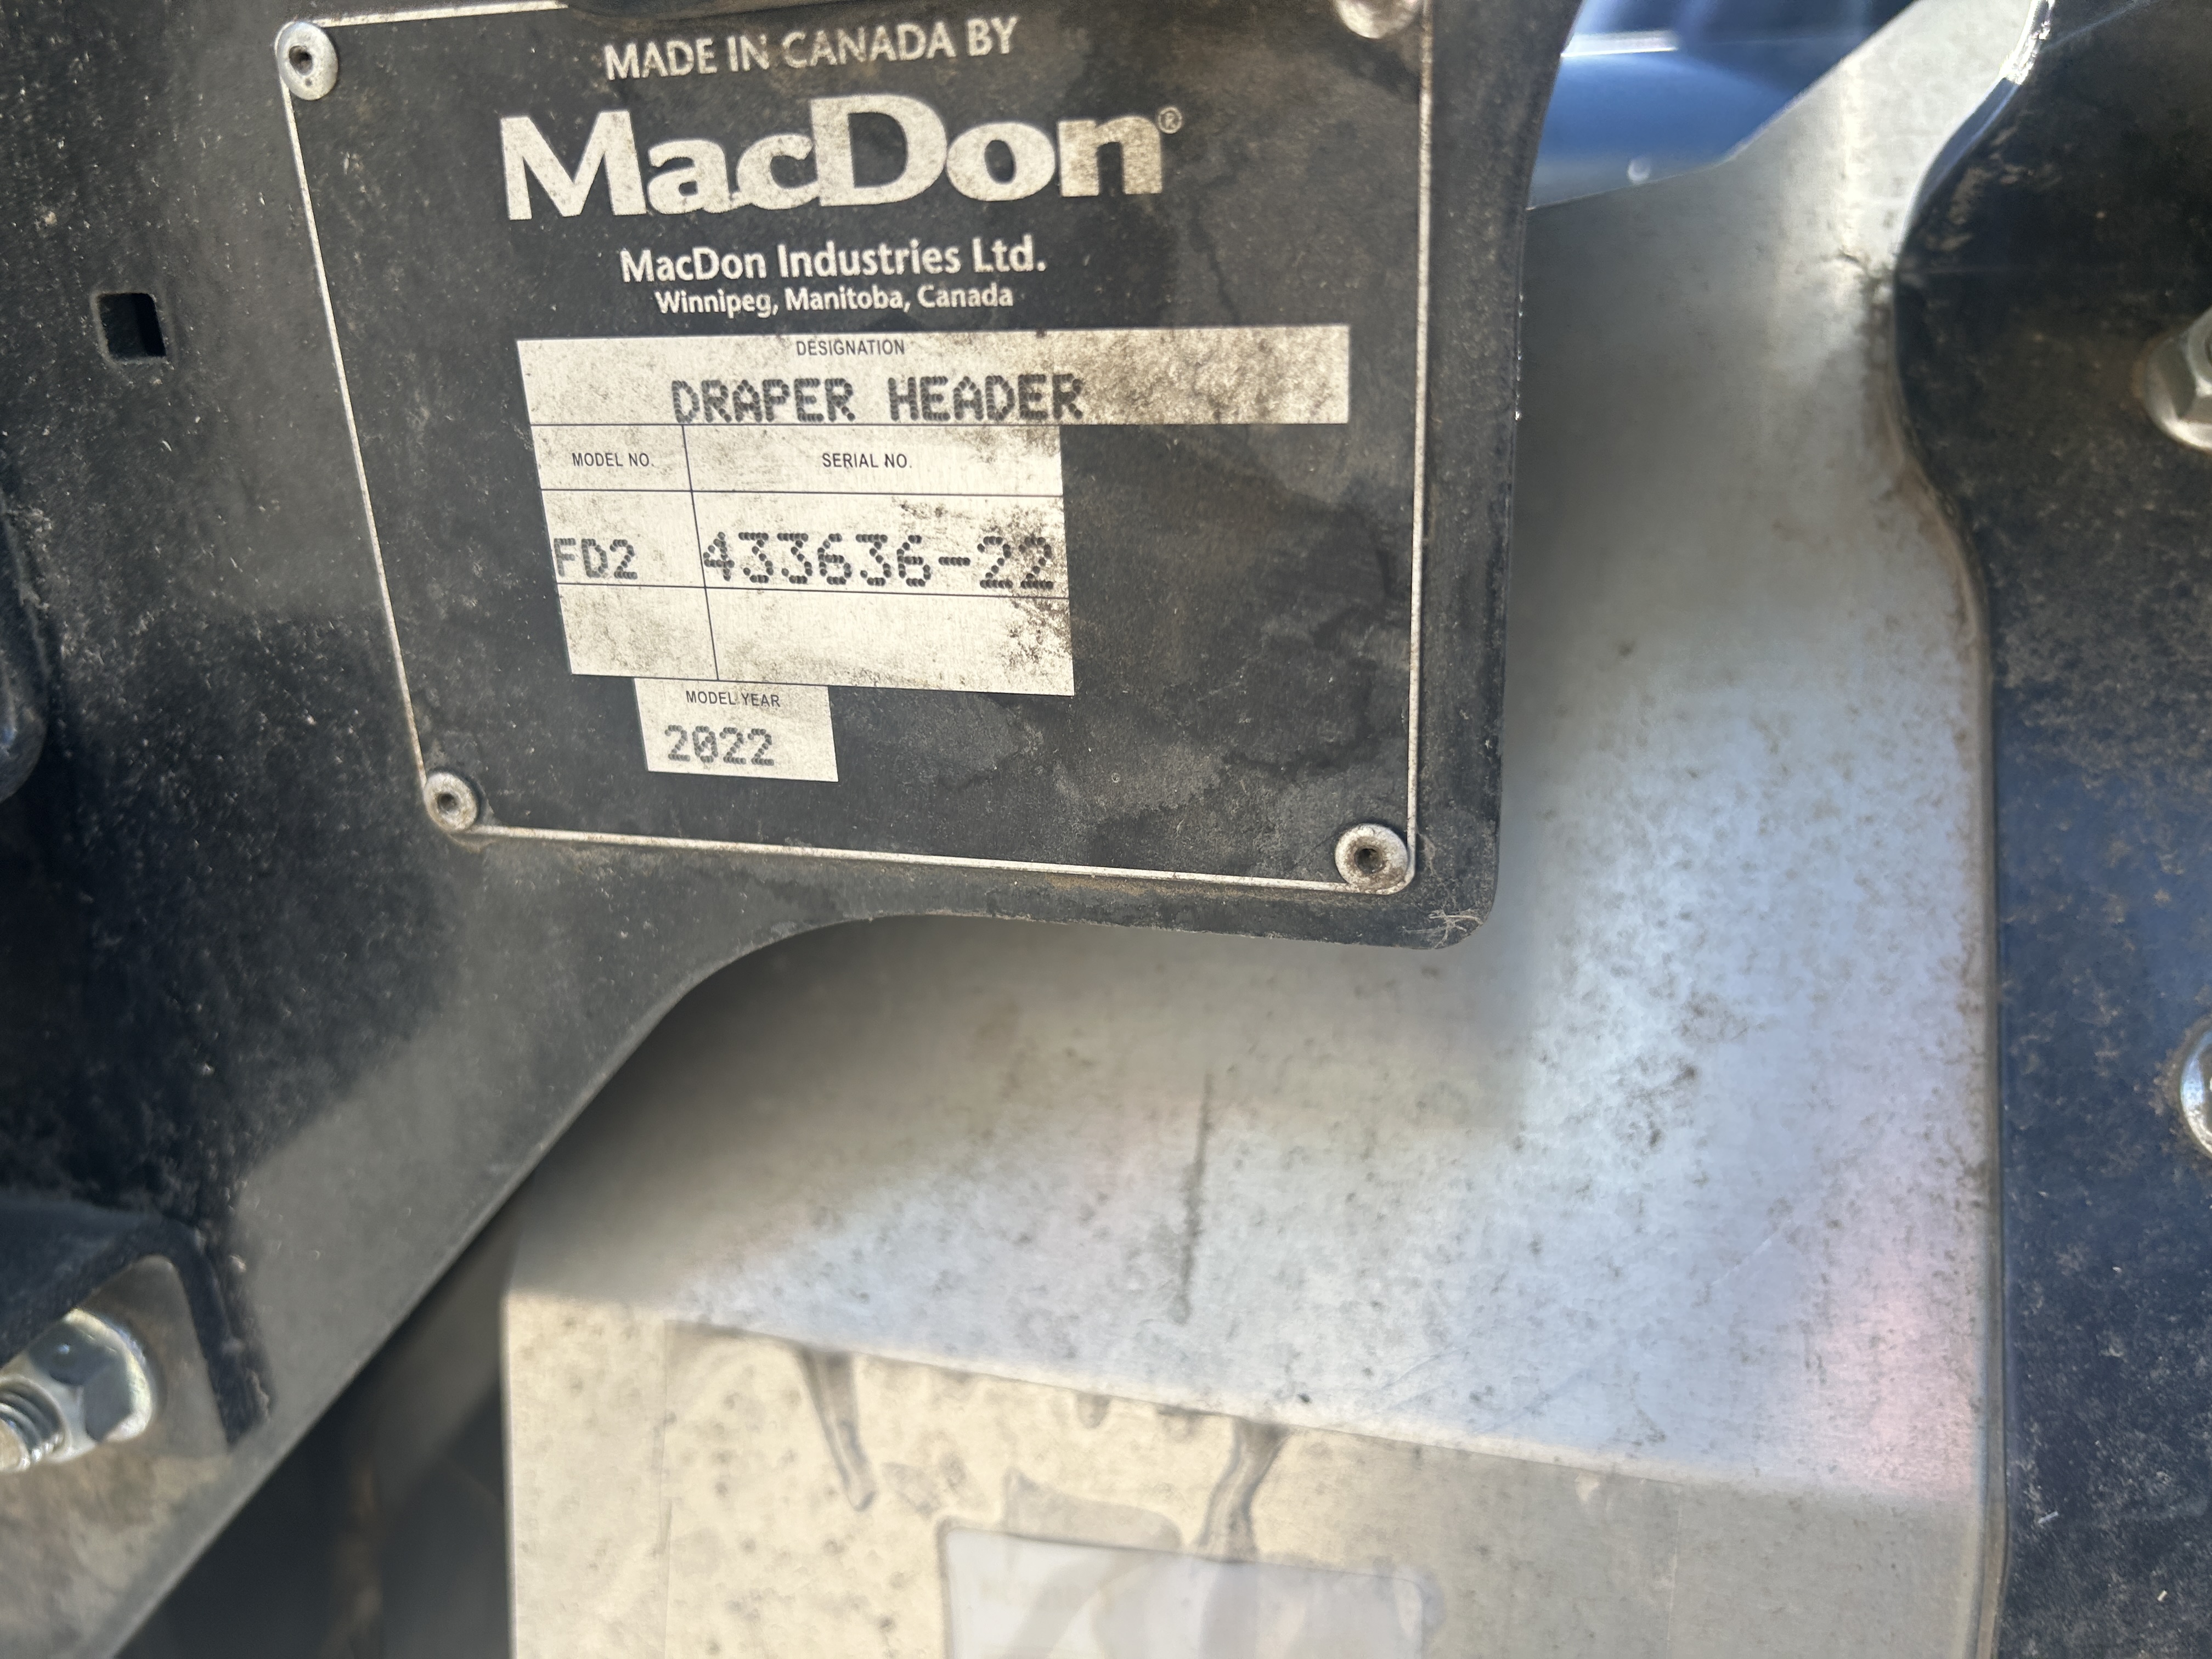 MADE IN CANADA BY
MacDon®
MacDon Industries Ltd.
Winnipeg, Manitoba, Canada
DESIGNATION
DRAPER HEADER
MODEL NO. SERIAL NO.
FD2 433636-22
MODEL YEAR
2022